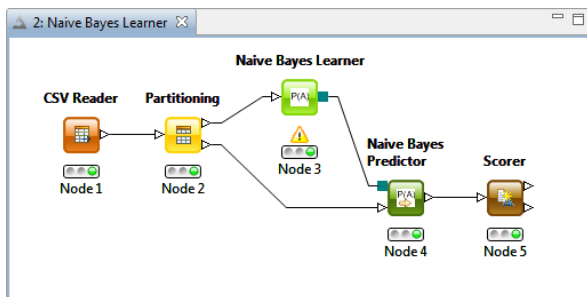 2: Naive Bayes Learner
Naive Bayes Learner
CSV Reader
Partitioning
P(A)
Node 1
Node 2
Node 3
Naive Bayes
Predictor
Scorer
P(A)
Node 4
Node 5